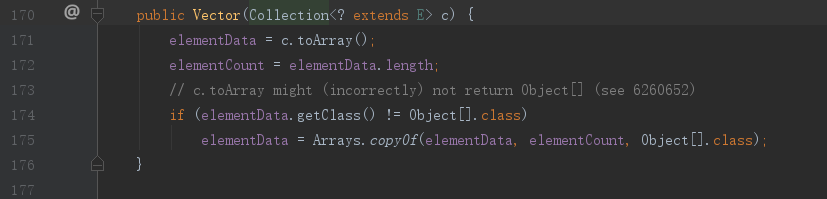 170 @ public Vector(Collection<? extends E> c) {
171 elementData = c.toArray();
172 elementCount = elementData.length;
173 // c.toArray might (incorrectly) not return Object[] (see 6260652)
174 if (elementData.getClass() != Object[].class)
175 elementData = Arrays.copyOf(elementData, elementCount, Object[].class);
176 }
177